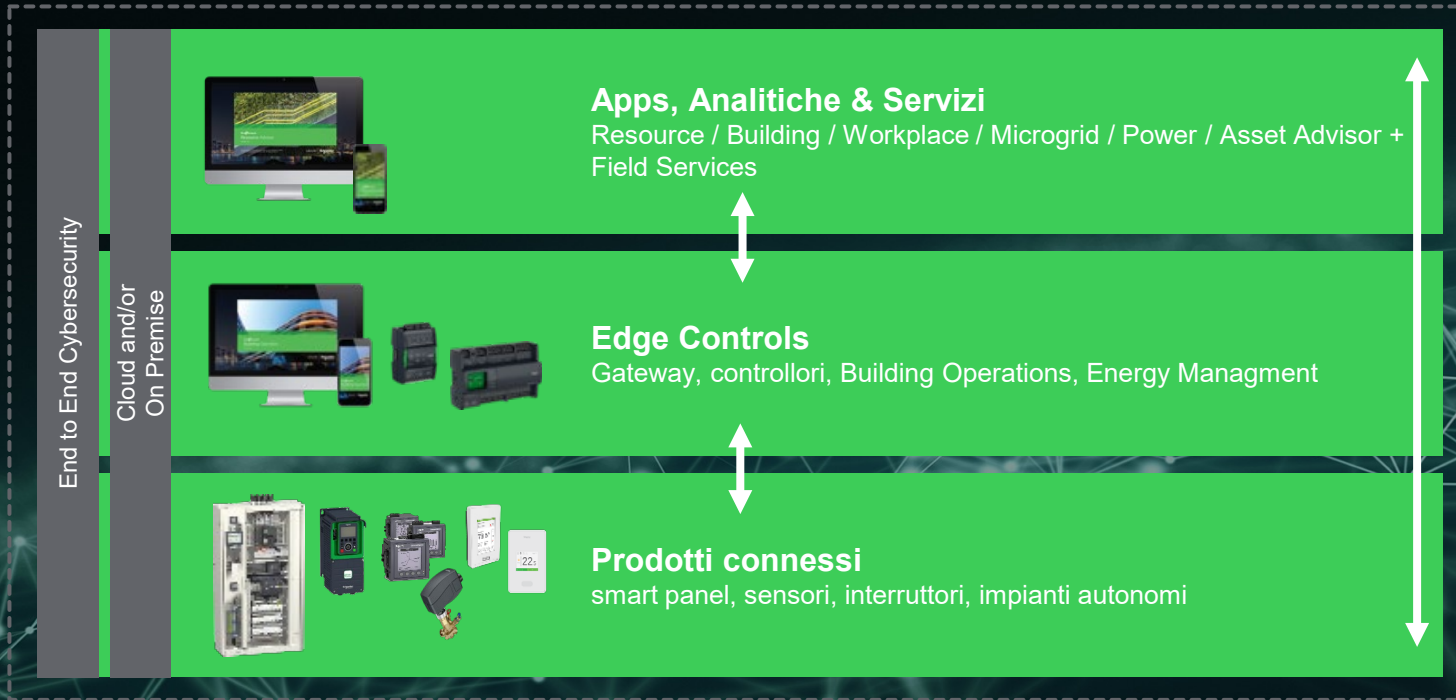 End to End Cybersecurity
Cloud and/or
On Premise
Apps, Analitiche & Servizi
Resource / Building / Workplace / Microgrid / Power / Asset Advisor +
Field Services
Edge Controls
Gateway, controllori, Building Operations, Energy Managment
Prodotti connessi
smart panel, sensori, interruttori, impianti autonomi